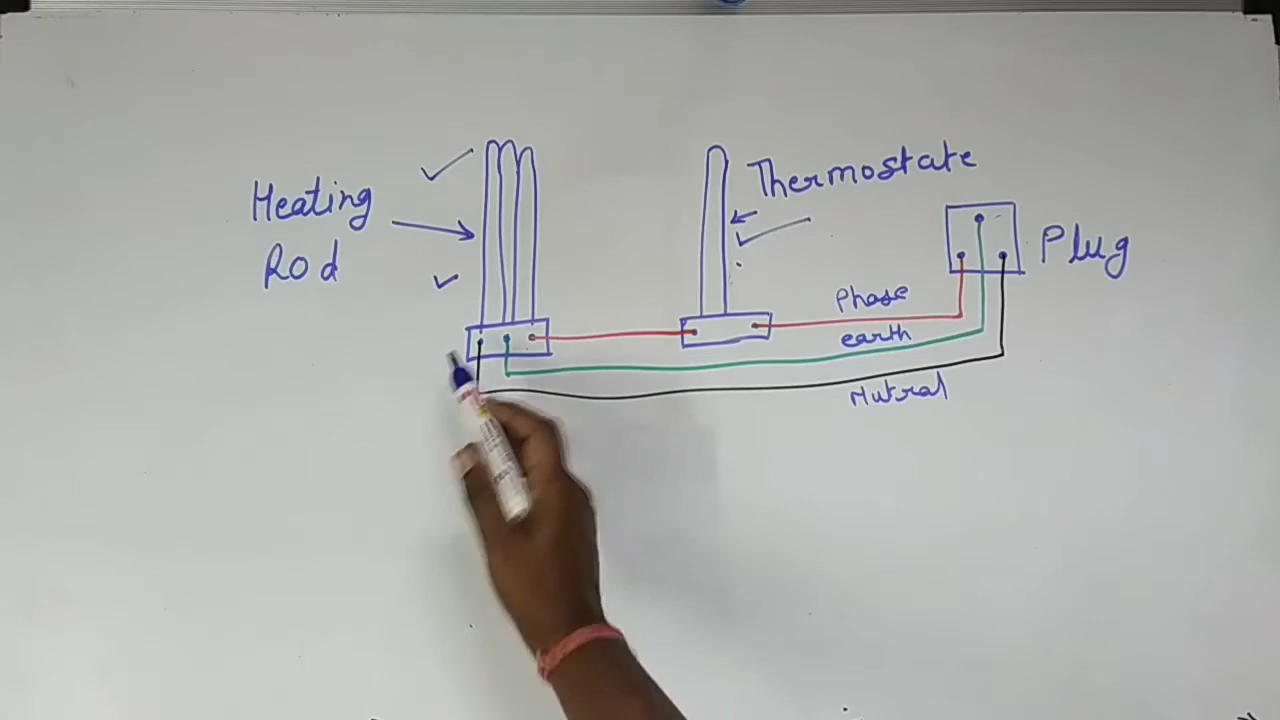 Heating
Rod
Thermostate
Plug
Phase
earth
Nutral